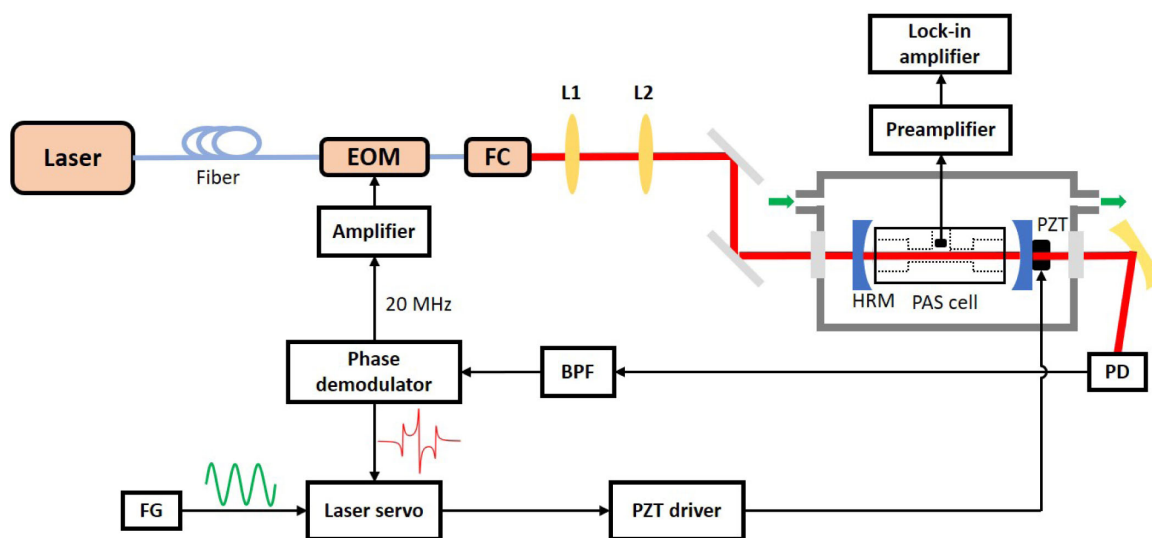 Lock-in
amplifier
L1
L2
Preamplifier
Laser
EOM
FC
Fiber
Amplifier
PZT
HRM
PAS cell
20 MHz
Phase
demodulator
BPF
PD
FG
Laser servo
PZT driver